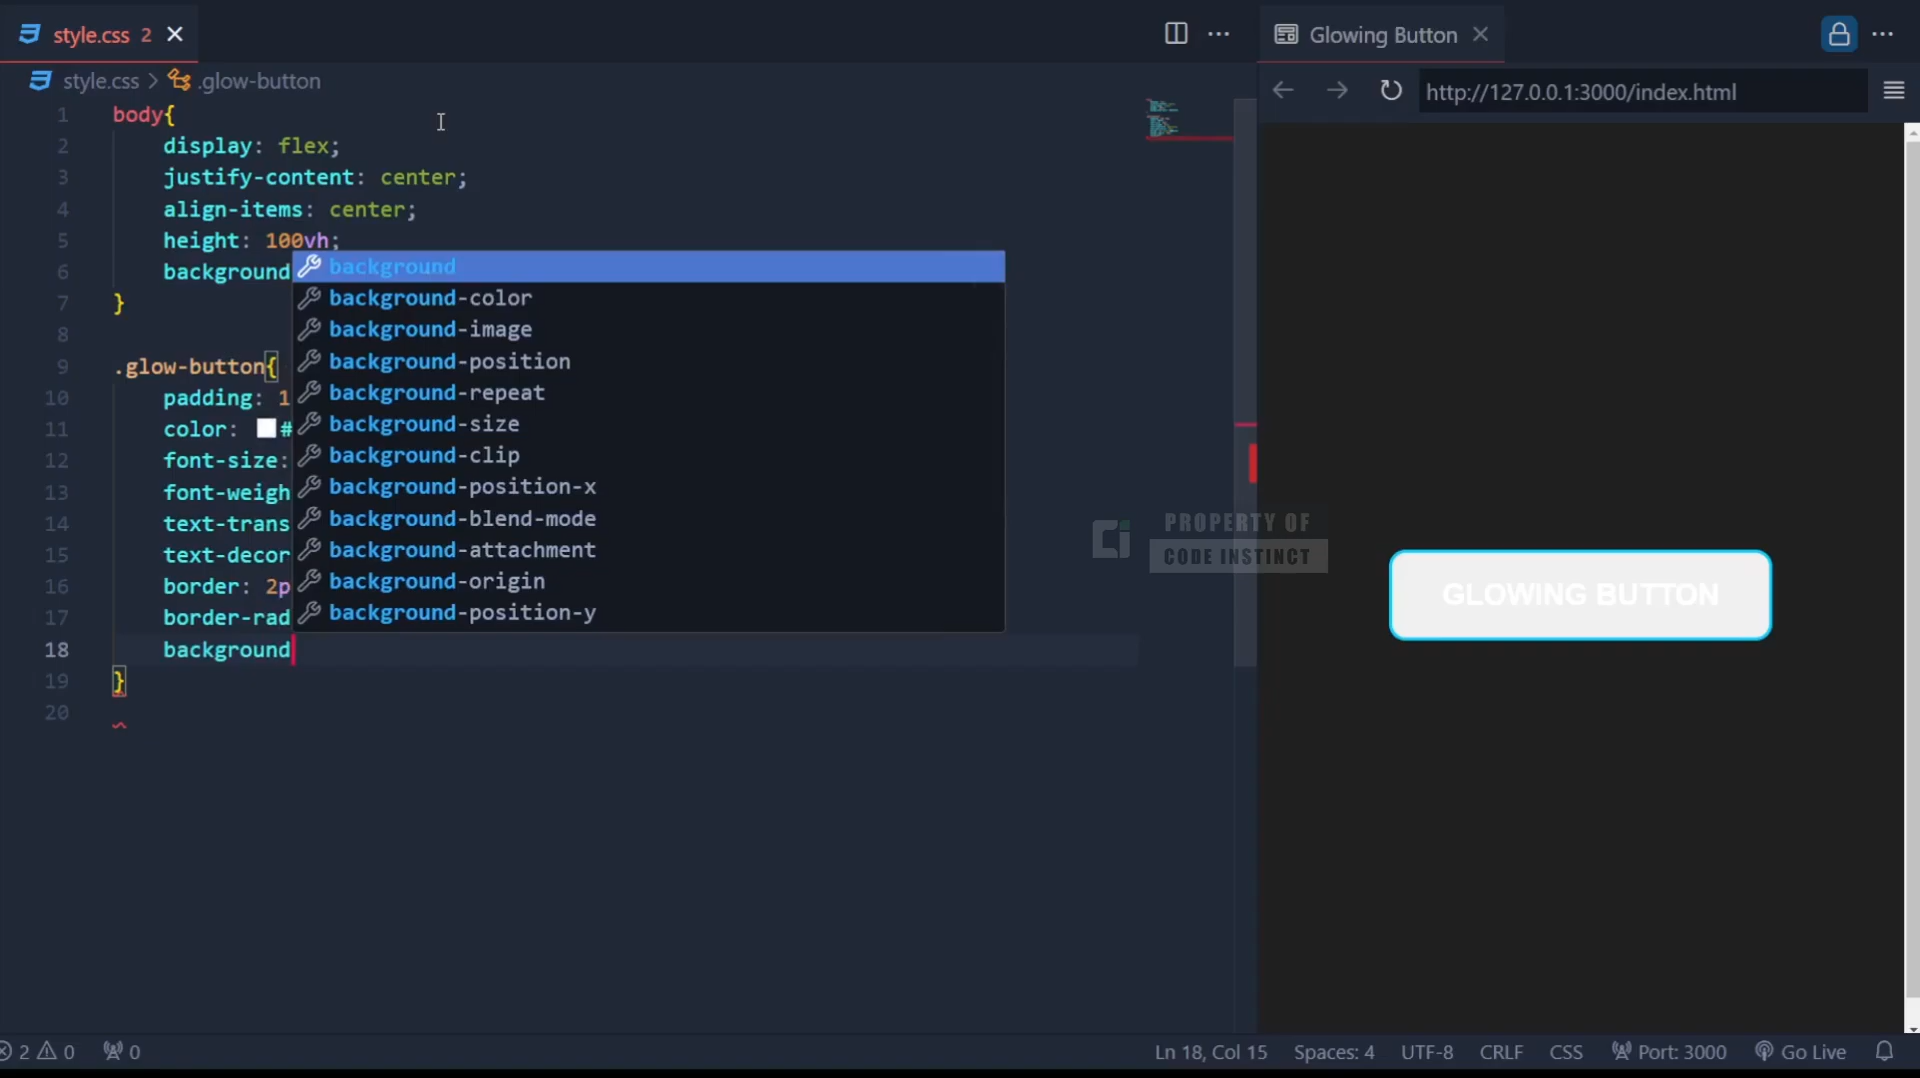 style.css 2
Glowing Button
style.css > .glow-button
http://127.0.0.1:3000/index.html
1 body{
2 display: flex;
3 justify-content: center;
4 align-items: center;
5 height: 100vh;
6 background
7 }
8
9 .glow-button{
10 padding: 1
11 color: #
12 font-size:
13 font-weigh
14 text-trans
15 text-decor
16 border: 2p
17 border-rad
18 background
19 }
20
background
background-color
background-image
background-position
background-repeat
background-size
background-clip
background-position-x
background-blend-mode
background-attachment
background-origin
background-position-y
PROPERTY OF
CODE INSTINCT
GLOWING BUTTON
2 0 0
Ln 18, Col 15 Spaces: 4 UTF-8 CRLF CSS Port: 3000 Go Live